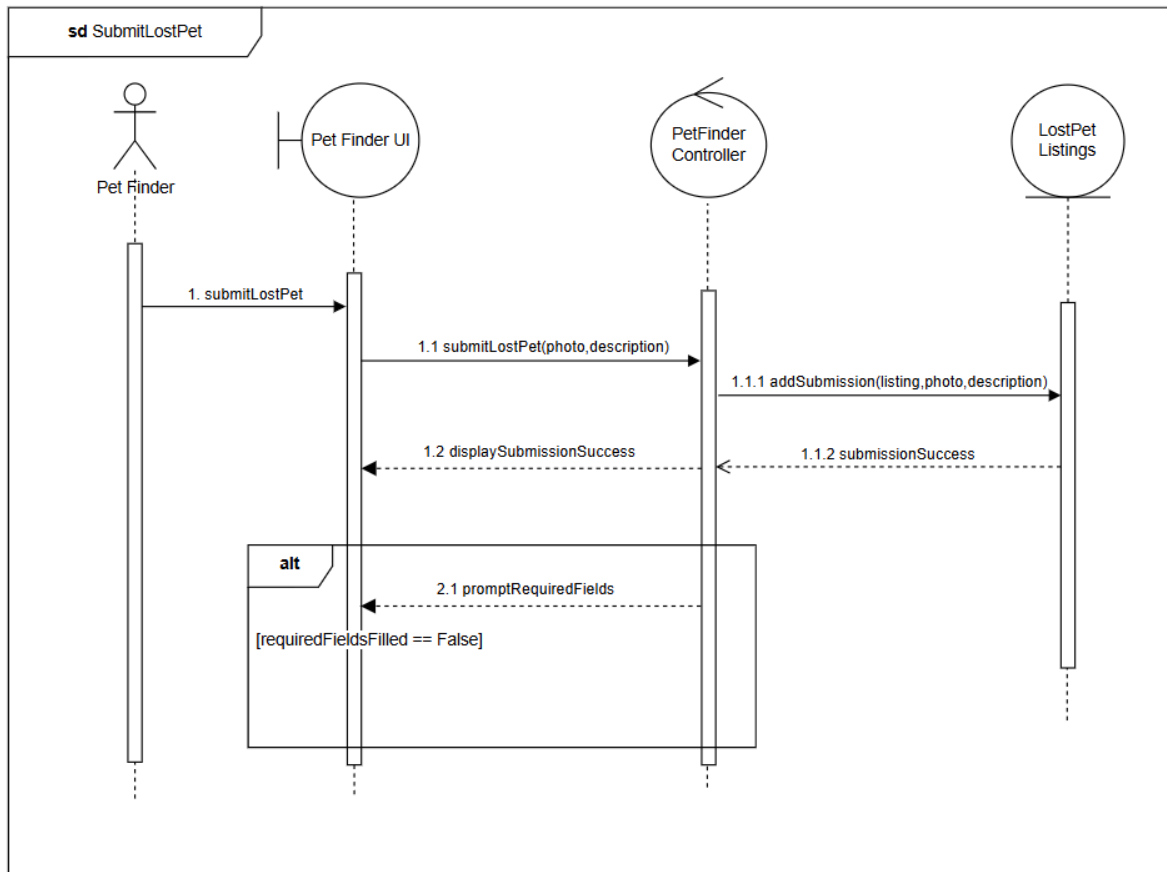 sd SubmitLostPet
Pet Finder
Pet Finder UI
PetFinder
Controller
LostPet
Listings
1. submitLostPet
1.1 submitLostPet(photo,description)
1.1.1 addSubmission(listing,photo,description)
1.2 displaySubmissionSuccess
1.1.2 submissionSuccess
alt
2.1 promptRequiredFields
[requiredFieldsFilled == False]